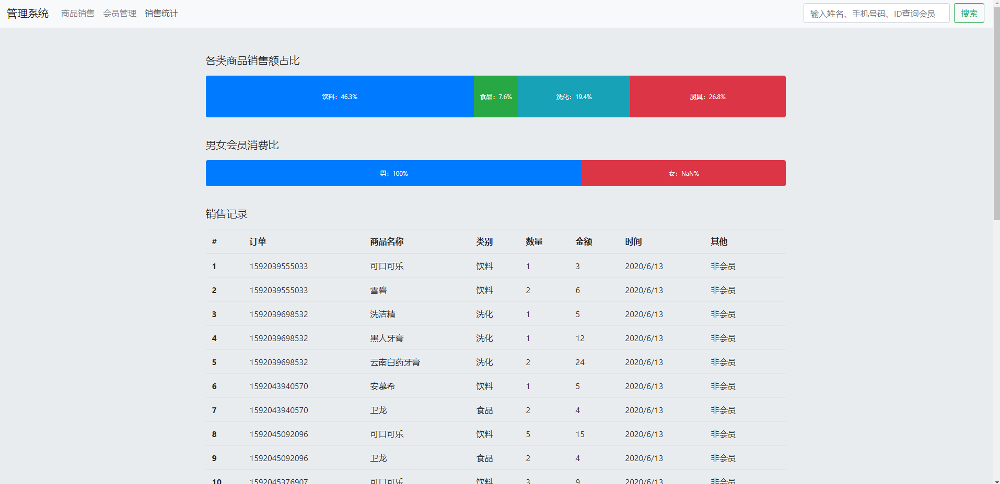 管理系统 商品销售 会员管理 销售统计 输入姓名、手机号码、ID查询会员 搜索
各类商品销售额占比
饮料：46.3% 食品：7.6% 洗化：19.4% 厨具：26.8%
男女会员消费比
男：100% 女：NaN%
销售记录
# 订单 商品名称 类别 数量 金额 时间 其他
1 1592039555033 可口可乐 饮料 1 3 2020/6/13 非会员
2 1592039555033 雪碧 饮料 2 6 2020/6/13 非会员
3 1592039698532 洗洁精 洗化 1 5 2020/6/13 非会员
4 1592039698532 黑人牙膏 洗化 1 12 2020/6/13 非会员
5 1592039698532 云南白药牙膏 洗化 2 24 2020/6/13 非会员
6 1592043940570 安慕希 饮料 1 5 2020/6/13 非会员
7 1592043940570 卫龙 食品 2 4 2020/6/13 非会员
8 1592045092096 可口可乐 饮料 5 15 2020/6/13 非会员
9 1592045092096 卫龙 食品 2 4 2020/6/13 非会员
10 1592045376907 可口可乐 饮料 3 9 2020/6/13 非会员